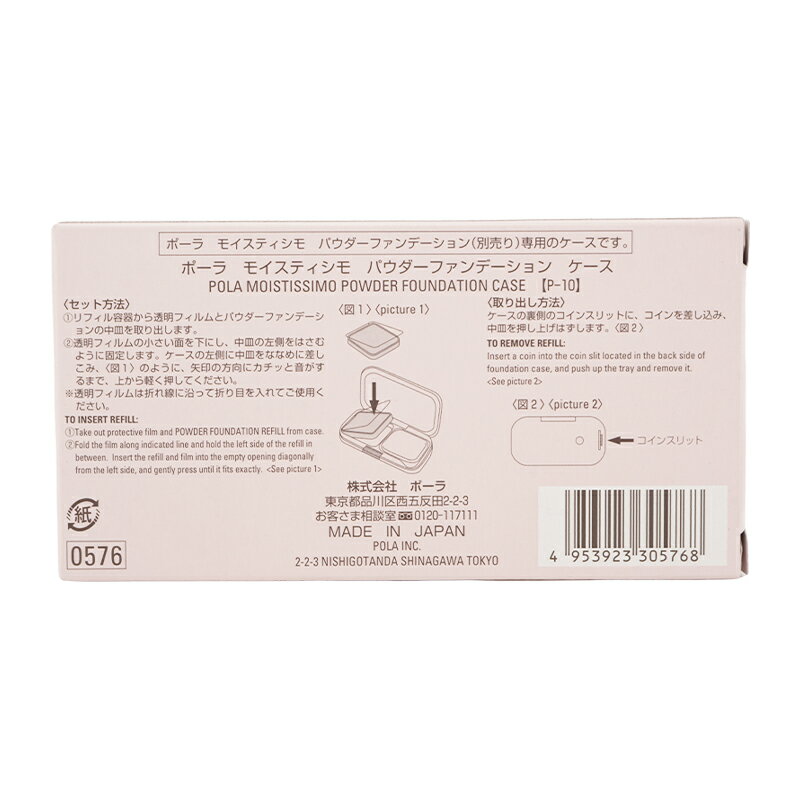 ポーラ モイスティシモ パウダーファンデーション(別売り)専用のケースです。
ポーラ モイスティシモ パウダーファンデーション ケース
POLA MOISTISSIMO POWDER FOUNDATION CASE 【P-10】
〈セット方法〉
①リフィル容器から透明フィルムとパウダーファンデーションの中皿を取り出します。
②透明フィルムの小さい面を下にし、中皿の左側をはさむ
ように固定します。ケースの左側に中皿をななめに差し
こみ、〈図1〉のように、矢印の方向にカチッと音がす
るまで、上から軽く押してください。
※透明フィルムは折れ線に沿って折り目を入れてご使用く
ださい。
TO INSERT REFILL:
①Take out protective film and POWDER FOUNDATION REFILL from case.
②Fold the film along indicated line and hold the left side of the refill in
between. Insert the refill and film into the empty opening diagonally
from the left side, and gently press until it fits exactly. <See picture 1>
〈図1〉〈picture 1〉
〈取り出し方法〉
ケースの裏側のコインスリットに、コインを差し込み、
中皿を押し上げはずします。〈図2〉
TO REMOVE REFILL:
Insert a coin into the coin slit located in the back side of
foundation case, and push up the tray and remove it.
<See picture 2>
〈図2〉〈picture 2〉
コインスリット
株式会社 ポーラ
東京都品川区西五反田2-2-3
お客さま相談室 0120-117111
MADE IN JAPAN
POLA INC.
2-2-3 NISHIGOTANDA SHINAGAWA TOKYO
紙
0576
4 953923 305768